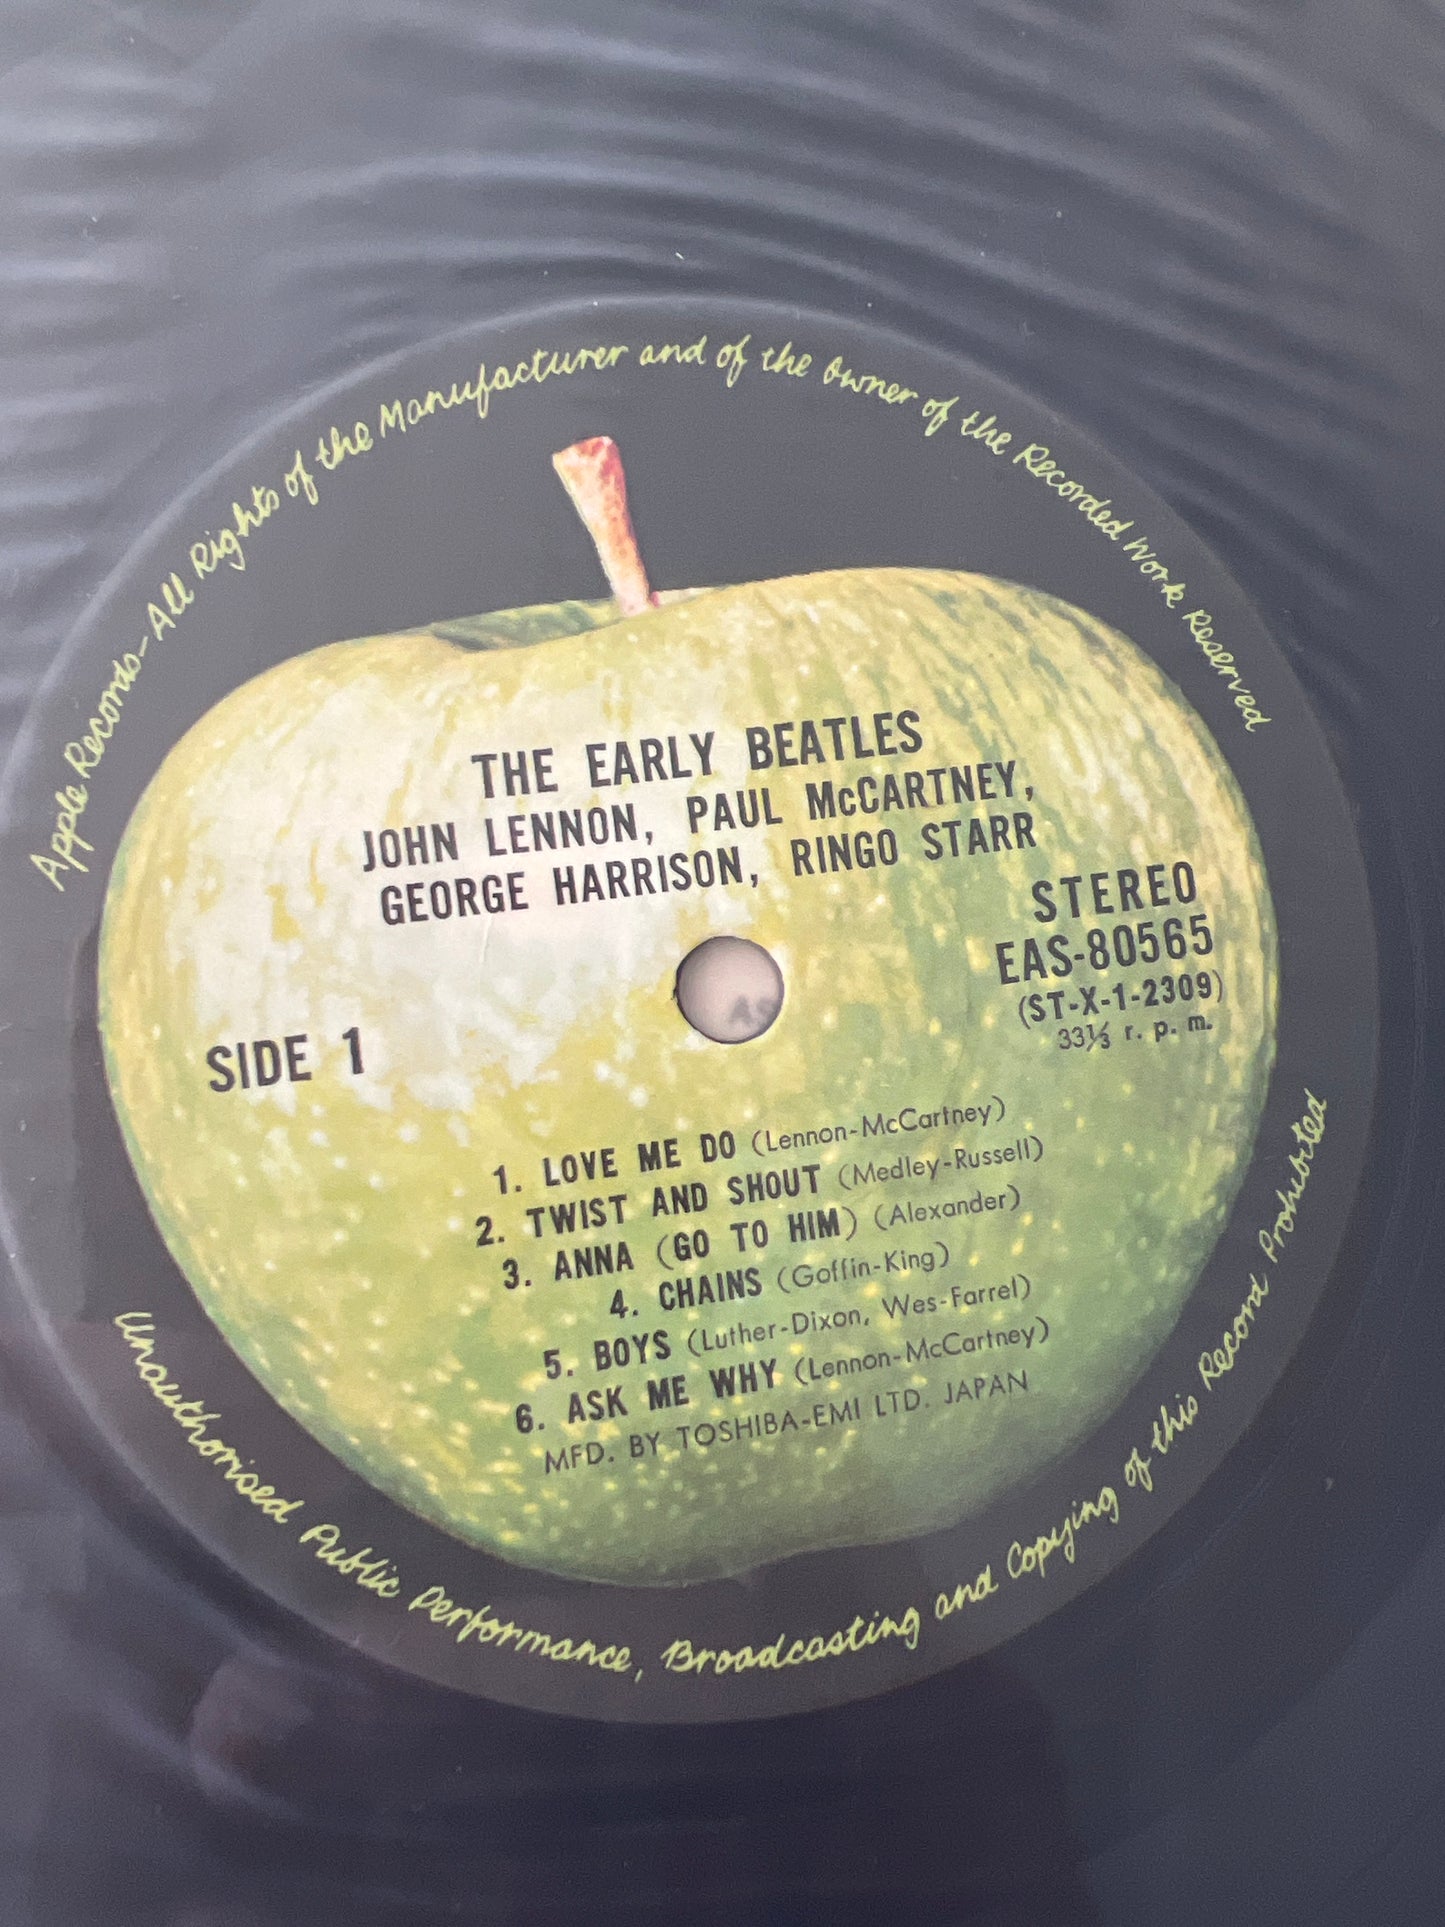 Apple Records-All Rights of the Manufacturer and of the Owner of the Recorded Work Reserved
THE EARLY BEATLES
JOHN LENNON, PAUL McCARTNEY,
GEORGE HARRISON, RINGO STARR
STEREO
EAS-80565
(ST-X-1-2309)
33⅓ r. p. m.
SIDE 1
1. LOVE ME DO (Lennon-McCartney)
2. TWIST AND SHOUT (Medley-Russell)
3. ANNA (GO TO HIM) (Alexander)
4. CHAINS (Goffin-King)
5. BOYS (Luther-Dixon, Wes-Farrel)
6. ASK ME WHY (Lennon-McCartney)
MFD. BY TOSHIBA-EMI LTD. JAPAN
Unauthorised Public Performance, Broadcasting and Copying of this Record Prohibited